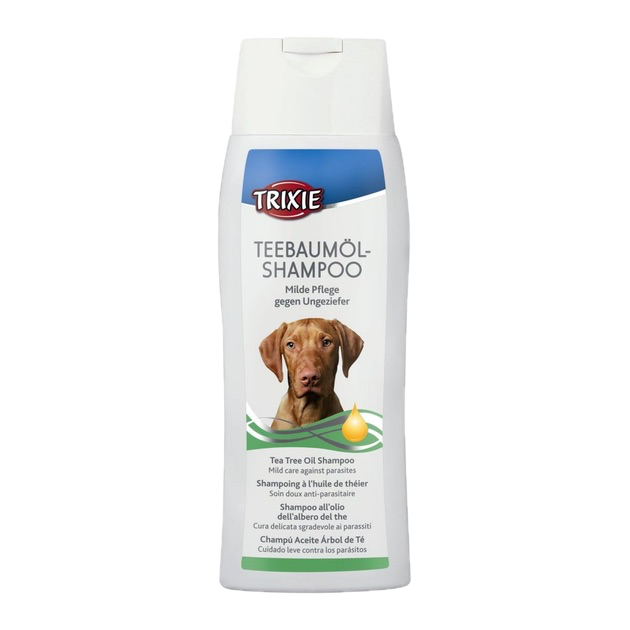 TRIXIE
TEEBAUMÖL-
SHAMPOO
Milde Pflege
gegen Ungeziefer
Tea Tree Oil Shampoo
Mild care against parasites
Shampoing à l'huile de théier
Soin doux anti-parasitaire
Shampoo all'olio
dell'albero del the
Cura delicata sgradevole ai parassiti
Champú Aceite Árbol de Té
Cuidado leve contra los parásitos